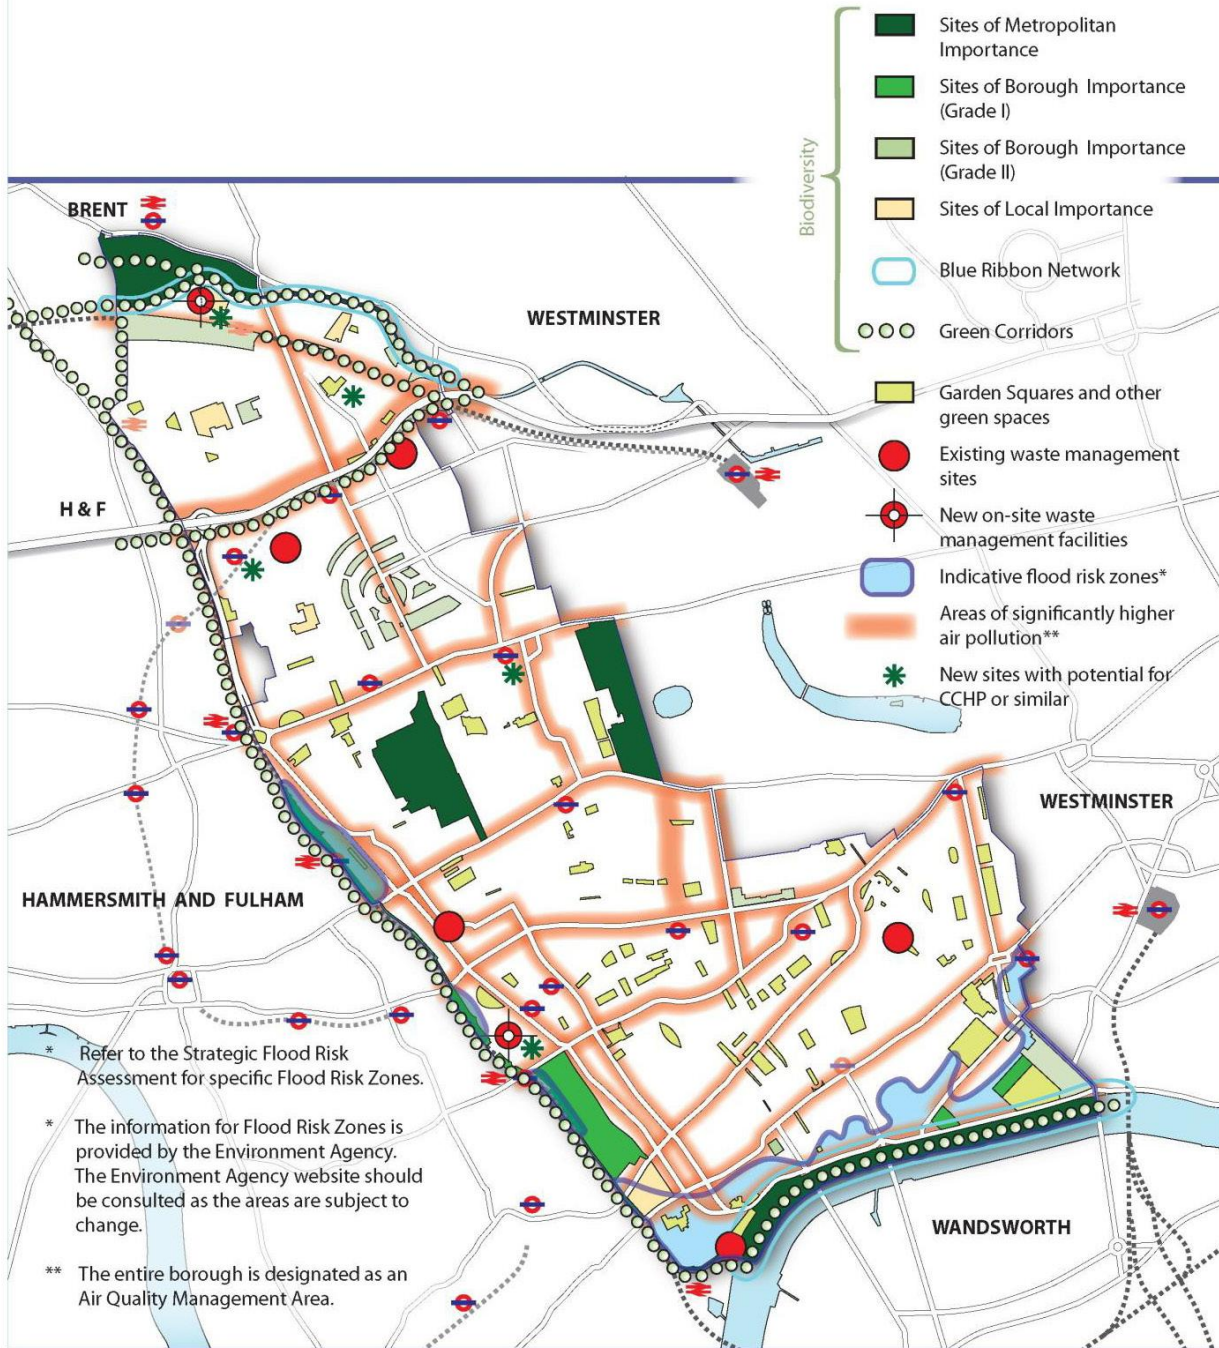 Biodiversity
Sites of Metropolitan
Importance
Sites of Borough Importance
(Grade I)
Sites of Borough Importance
(Grade II)
Sites of Local Importance
Blue Ribbon Network
Green Corridors
Garden Squares and other
green spaces
Existing waste management
sites
New on-site waste
management facilities
Indicative flood risk zones*
Areas of significantly higher
air pollution**
New sites with potential for
CCHP or similar
BRENT
WESTMINSTER
H & F
WESTMINSTER
HAMMERSMITH AND FULHAM
WANDSWORTH
* Refer to the Strategic Flood Risk
Assessment for specific Flood Risk Zones.
* The information for Flood Risk Zones is
provided by the Environment Agency.
The Environment Agency website should
be consulted as the areas are subject to
change.
** The entire borough is designated as an
Air Quality Management Area.